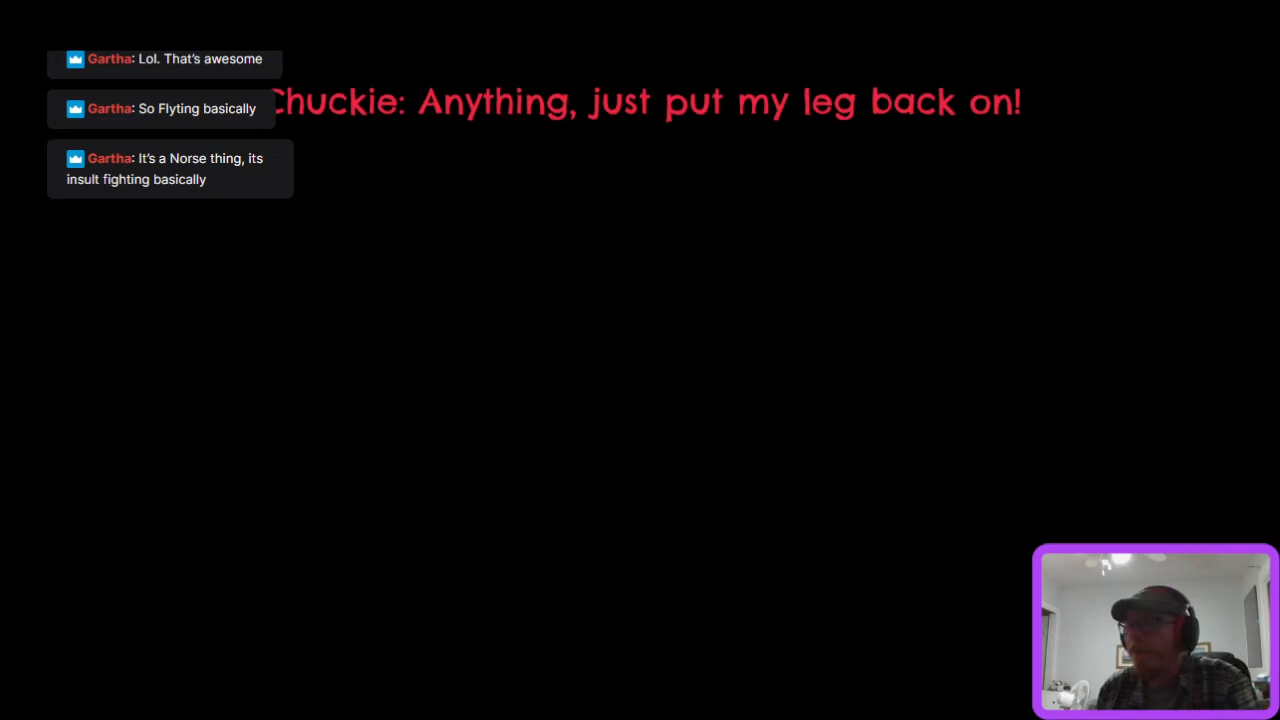 Gartha: Lol. That's awesome
Chuckie: Anything, just put my leg back on!
Gartha: So Flyting basically
Gartha: It's a Norse thing, its
insult fighting basically